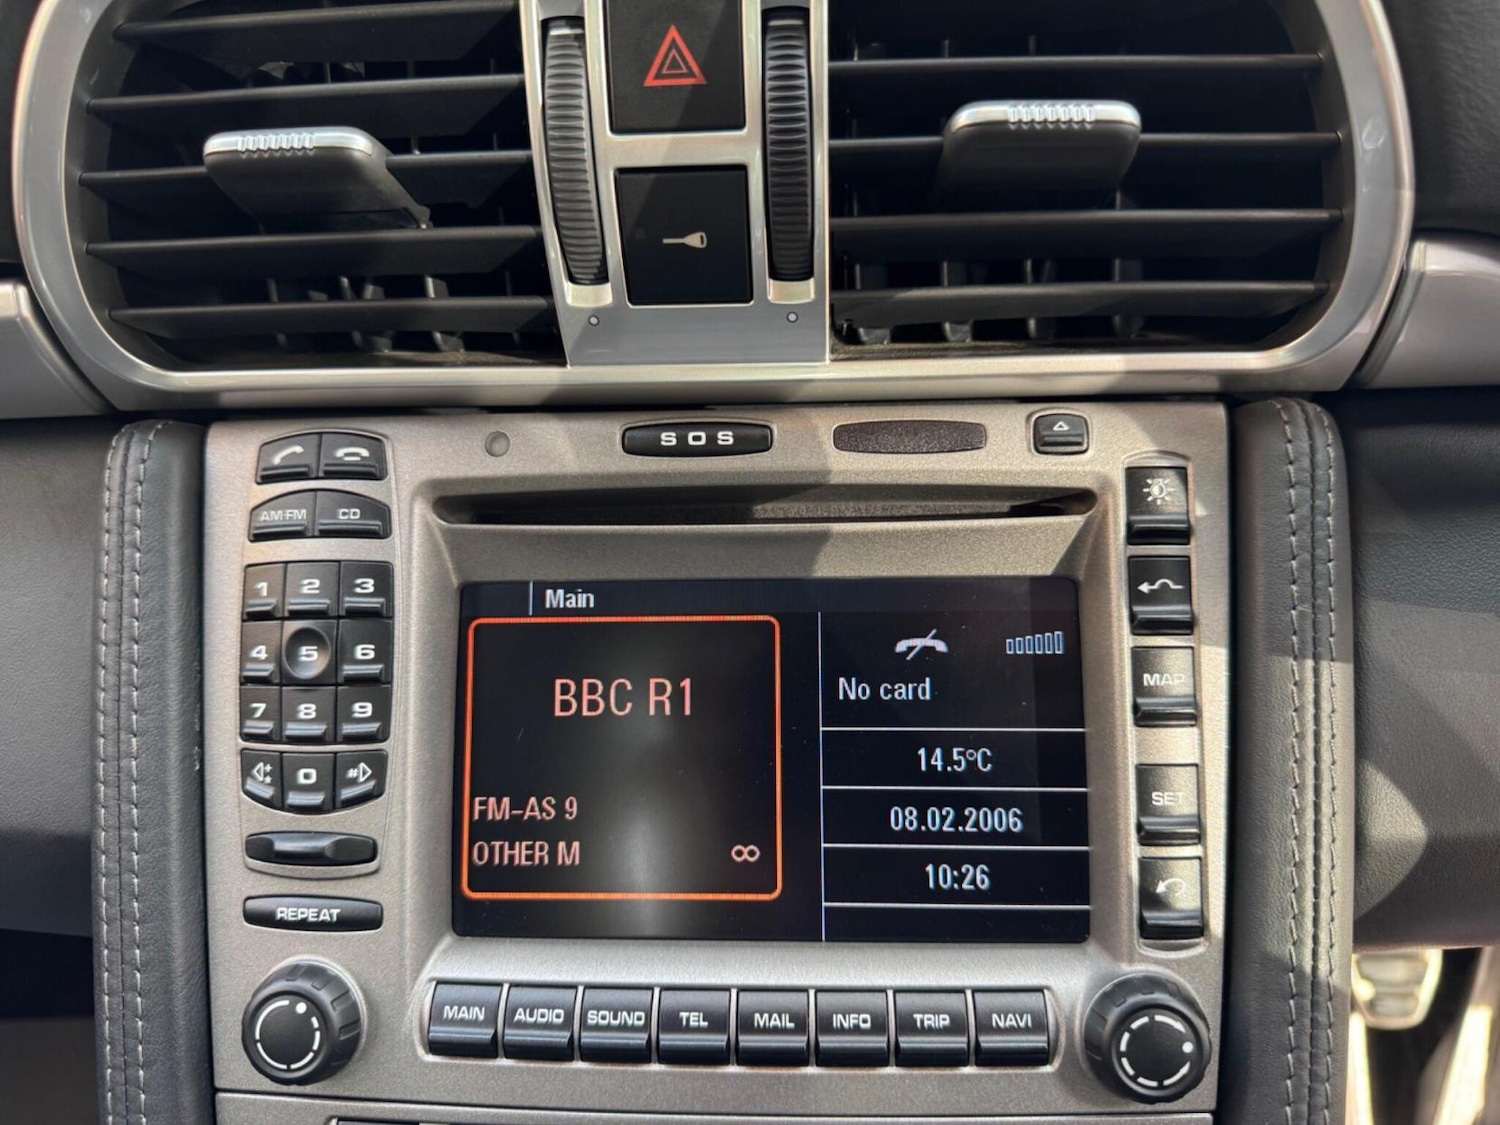 SOS
AM·FM CD
1 2 3
4 5 6
7 8 9
* 0 #
REPEAT
Main
BBC R1
FM-AS 9
OTHER M
No card
14.5°C
08.02.2006
10:26
MAP
SET
MAIN AUDIO SOUND TEL MAIL INFO TRIP NAVI